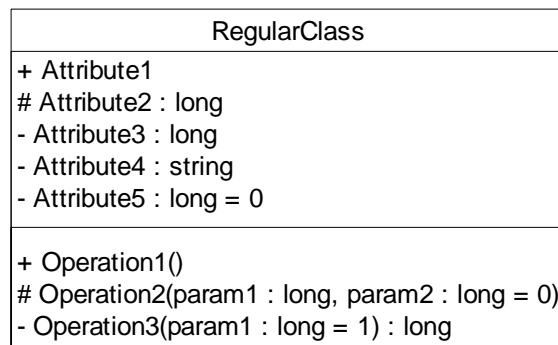 RegularClass
+ Attribute1
# Attribute2 : long
- Attribute3 : long
- Attribute4 : string
- Attribute5 : long = 0
+ Operation1()
# Operation2(param1 : long, param2 : long = 0)
- Operation3(param1 : long = 1) : long